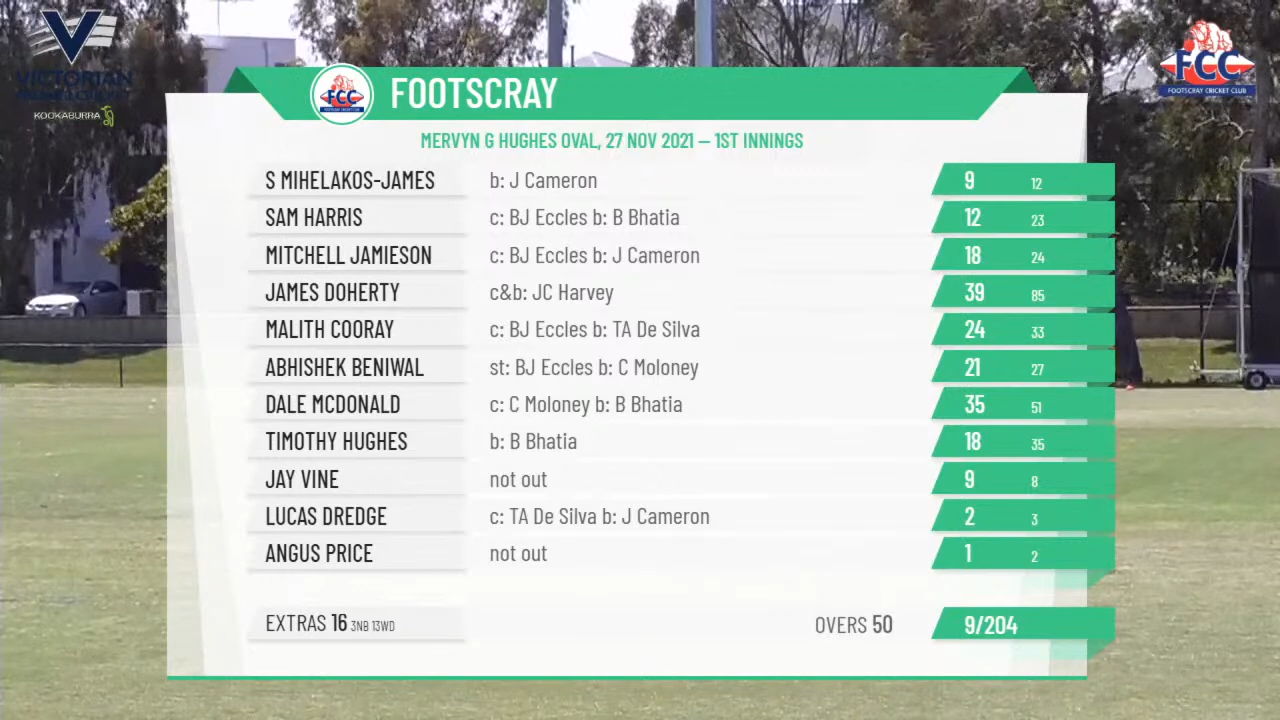 VICTORIAN
KOOKABURRA
FCC
FOOTSCRAY CRICKET CLUB
FCC
FOOTSCRAY
MERVYN G HUGHES OVAL, 27 NOV 2021 – 1ST INNINGS
S MIHELAKOS-JAMES b: J Cameron 9 12
SAM HARRIS c: BJ Eccles b: B Bhatia 12 23
MITCHELL JAMIESON c: BJ Eccles b: J Cameron 18 24
JAMES DOHERTY c&b: JC Harvey 39 85
MALITH COORAY c: BJ Eccles b: TA De Silva 24 33
ABHISHEK BENIWAL st: BJ Eccles b: C Moloney 21 27
DALE MCDONALD c: C Moloney b: B Bhatia 35 51
TIMOTHY HUGHES b: B Bhatia 18 35
JAY VINE not out 9 8
LUCAS DREDGE c: TA De Silva b: J Cameron 2 3
ANGUS PRICE not out 1 2
EXTRAS 16 3NB 13WD OVERS 50 9/204